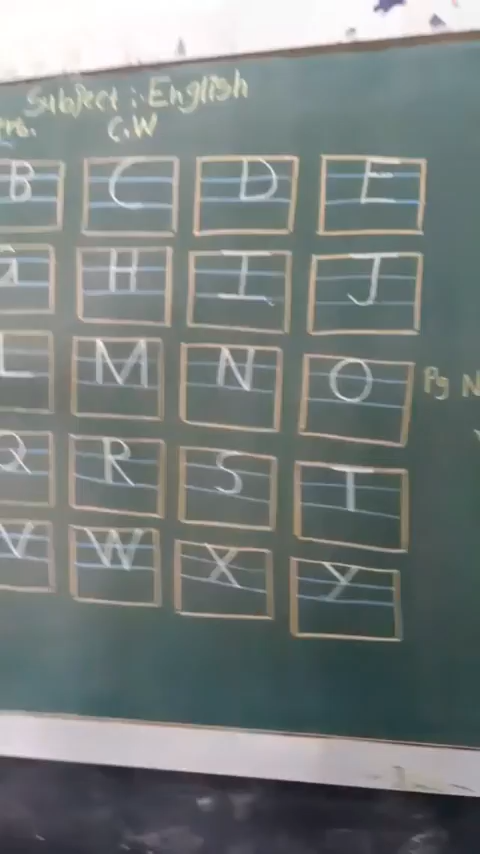 Subject : English
C.W
B C D E
G H I J
L M N O
Pg N
Q R S T
V W X Y